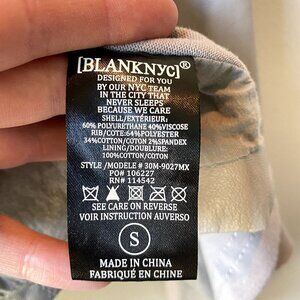 [BLANKNYC]®
DESIGNED FOR YOU
BY OUR NYC TEAM
IN THE CITY THAT
NEVER SLEEPS
BECAUSE WE CARE
SHELL/EXTÉRIEUR:
60% POLYURETHANE 40%VISCOSE
RIB/COTE:64%POLYESTER
34%COTTON/COTON 2%SPANDEX
LINING/DOUBLURE:
100%COTTON/COTON
STYLE /MODELE# 30M-9027MX
PO# 106227
RN# 114542
SEE CARE ON REVERSE
VOIR INSTRUCTION AUVERSO
S
MADE IN CHINA
FABRIQUÉ EN CHINE